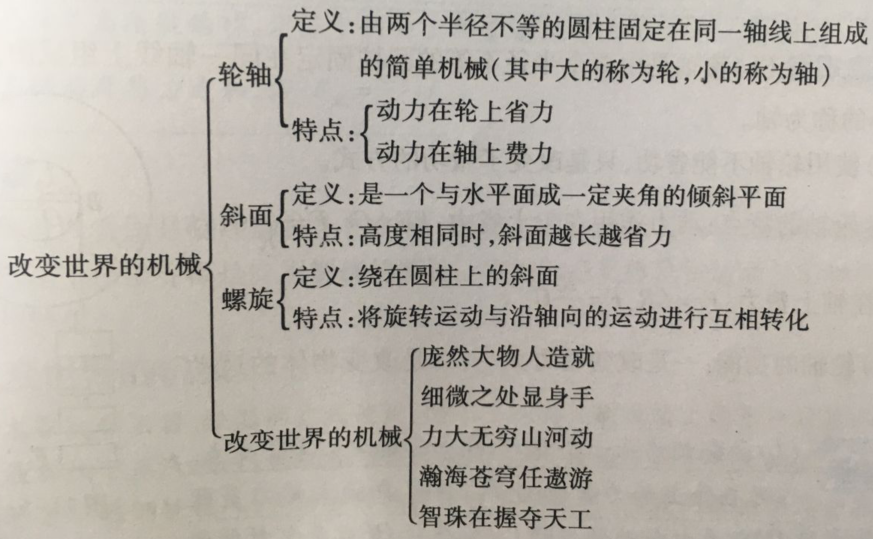 定义:由两个半径不等的圆柱固定在同一轴线上组成
的简单机械(其中大的称为轮,小的称为轴)
轮轴
特点:
动力在轮上省力
动力在轴上费力
定义:是一个与水平面成一定夹角的倾斜平面
斜面
特点:高度相同时,斜面越长越省力
改变世界的机械
定义:绕在圆柱上的斜面
螺旋
特点:将旋转运动与沿轴向的运动进行互相转化
庞然大物人造就
细微之处显身手
改变世界的机械
力大无穷山河动
瀚海苍穹任遨游
智珠在握夺天工